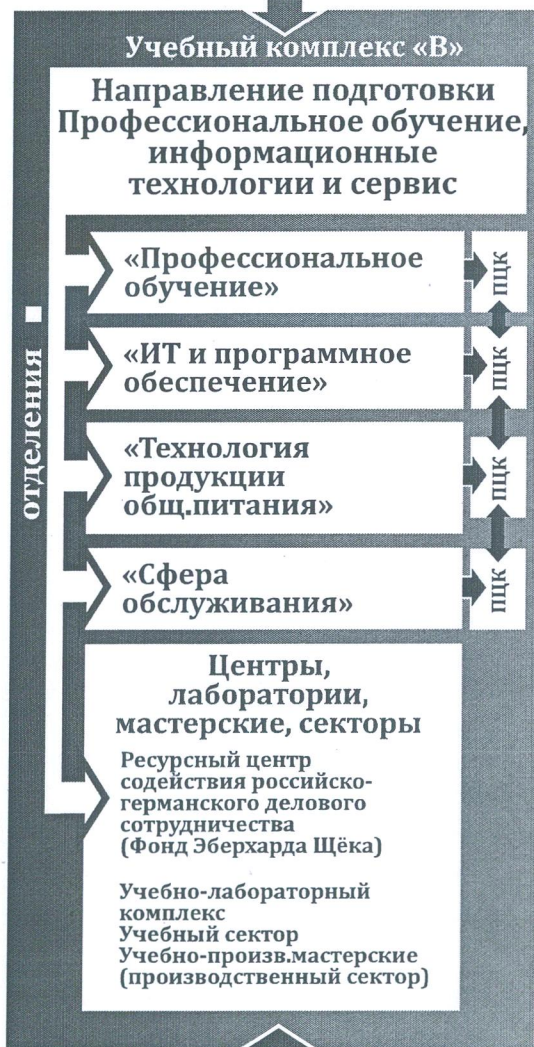 Учебный комплекс «В»
Направление подготовки
Профессиональное обучение,
информационные
технологии и сервис
отделения
«Профессиональное
обучение»
ПЦК
«ИТ и программное
обеспечение»
ПЦК
«Технология
продукции
общ.питания»
ПЦК
«Сфера
обслуживания»
ПЦК
Центры,
лаборатории,
мастерские, секторы
Ресурсный центр
содействия российско-
германского делового
сотрудничества
(Фонд Эберхарда Щёка)
Учебно-лабораторный
комплекс
Учебный сектор
Учебно-произв.мастерские
(производственный сектор)